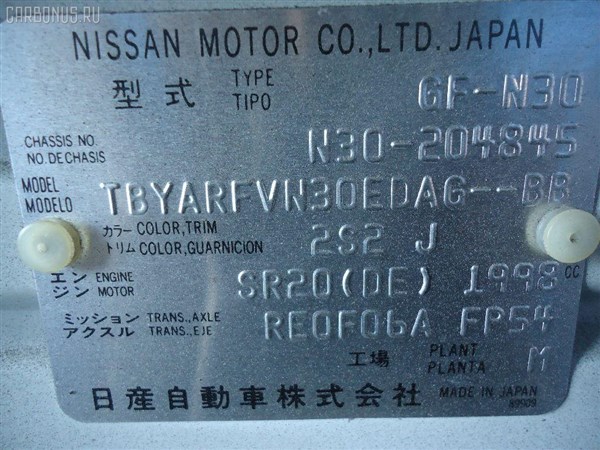 CARBONUS.RU
NISSAN MOTOR CO.,LTD. JAPAN
型式 TYPE TIPO GF-N30
CHASSIS NO. NO.DECHASIS N30-204845
MODEL MODELO TBYARFVN30EDAG--BB
カラー COLOR,TRIM
トリム COLOR,GUARNICION 2S2 J
エンジン ENGINE MOTOR SR20(DE) 1998 CC
ミッション TRANS.,AXLE
アクスル TRANS.,EJE RE0F06A FP54
工場 PLANT PLANTA M
日産自動車株式会社 MADE IN JAPAN